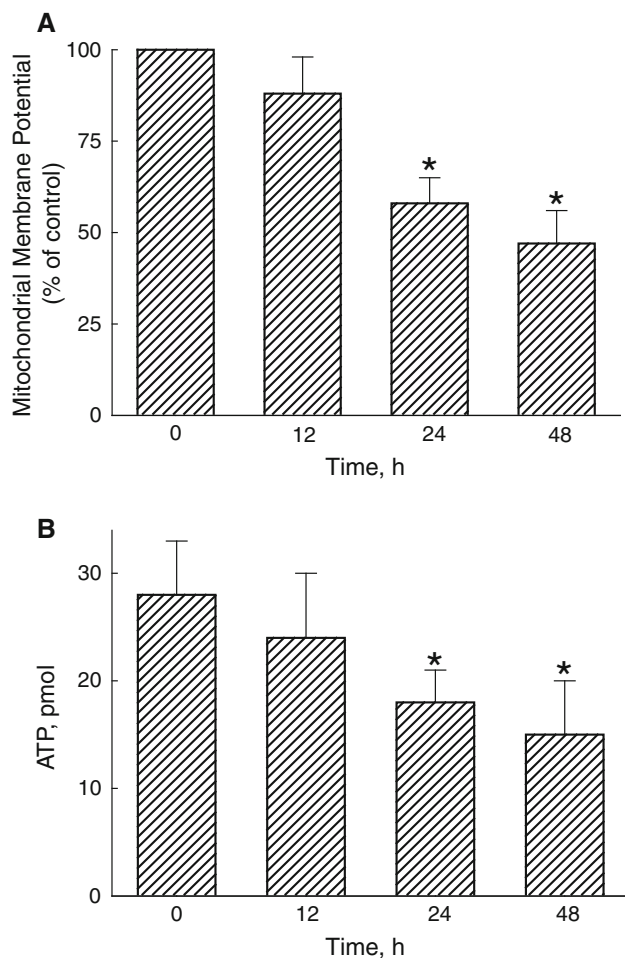 A
Mitochondrial Membrane Potential
(% of control)
100
75
50
25
0
*
*
0 12 24 48
Time, h
B
ATP, pmol
30
20
10
0
*
*
0 12 24 48
Time, h